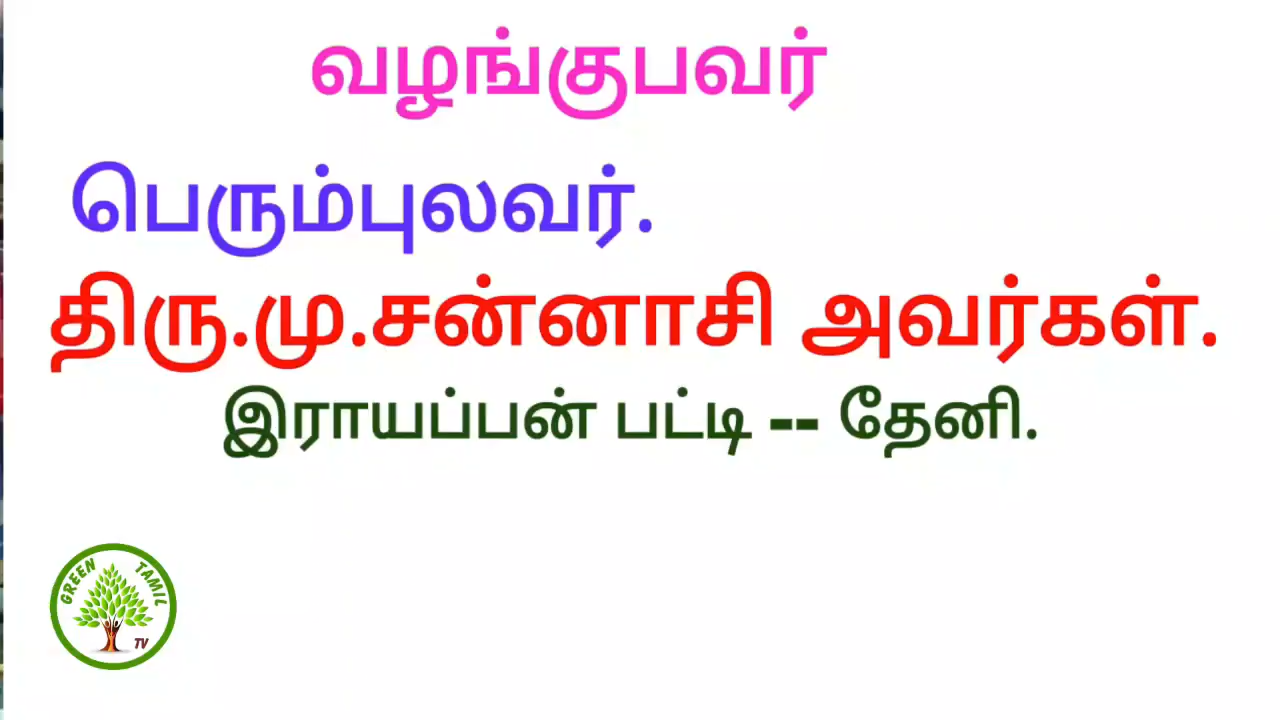 வழங்குபவர்
பெரும்புலவர்.
திரு.மு.சன்னாசி அவர்கள்.
இராயப்பன் பட்டி -- தேனி.
GREEN TAMIL
TV